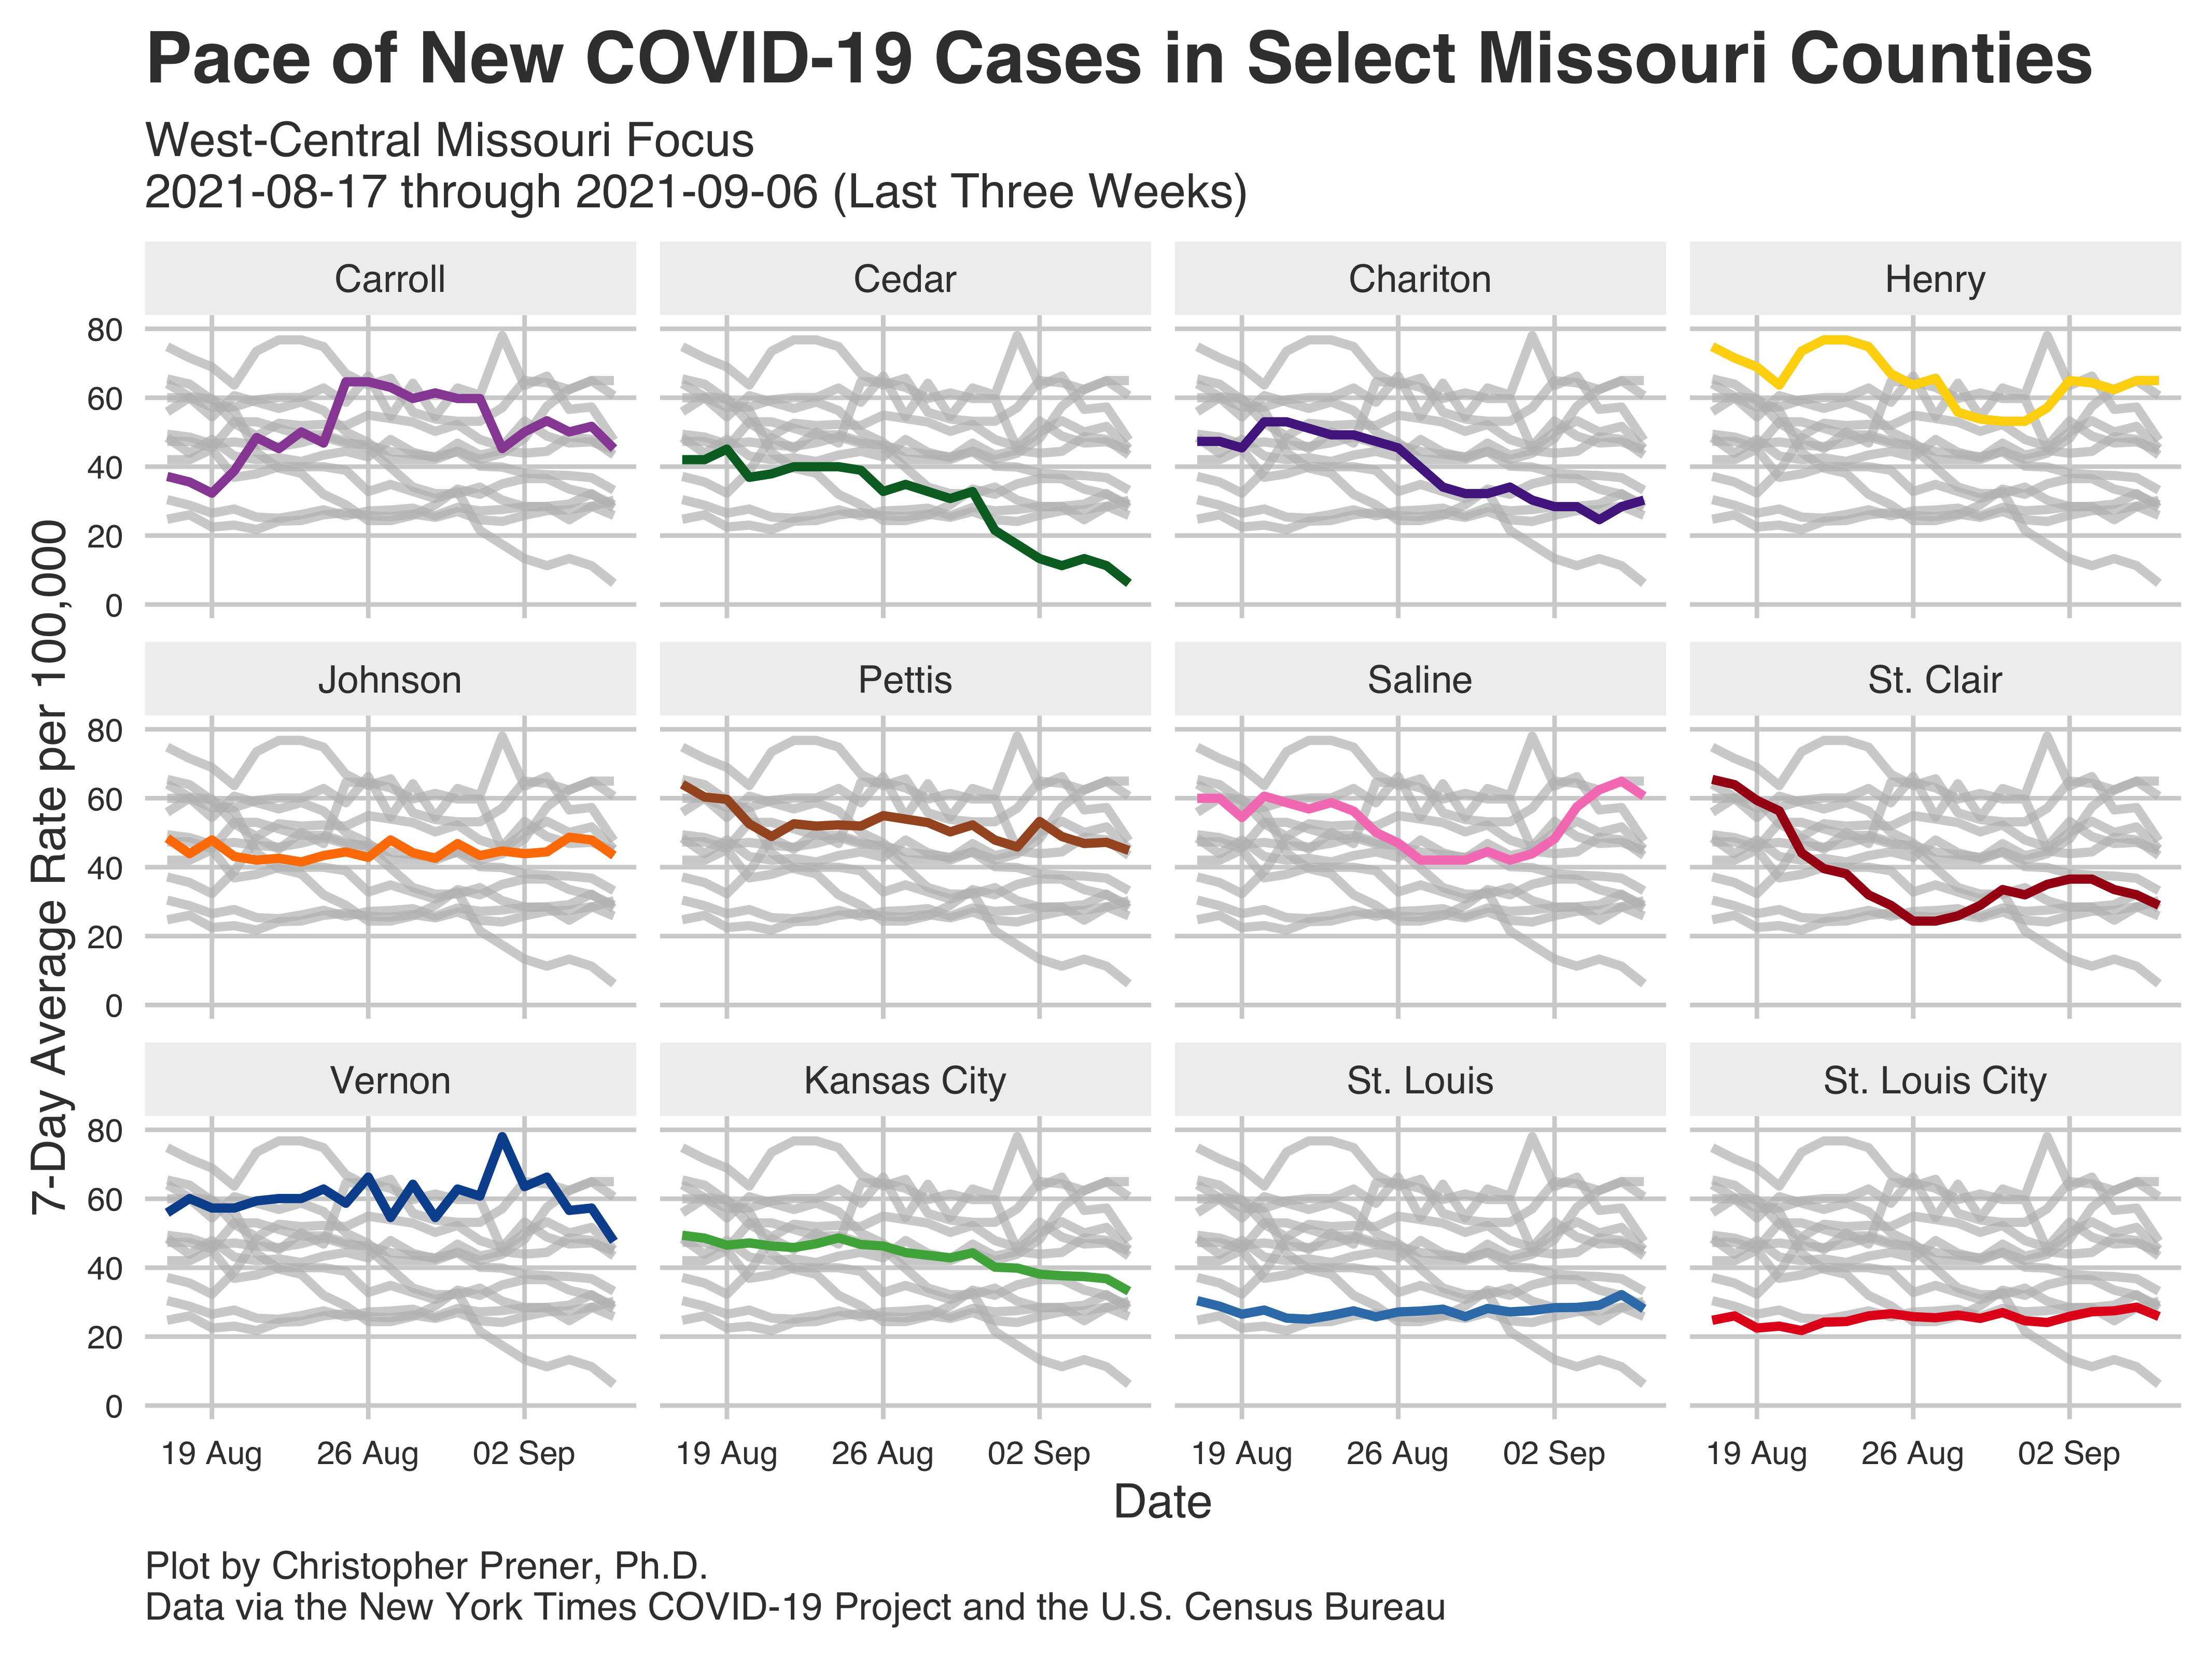 Pace of New COVID-19 Cases in Select Missouri Counties
West-Central Missouri Focus
2021-08-17 through 2021-09-06 (Last Three Weeks)
7-Day Average Rate per 100,000
Carroll
Cedar
Chariton
Henry
80
60
40
20
0
Johnson
Pettis
Saline
St. Clair
80
60
40
20
0
Vernon
Kansas City
St. Louis
St. Louis City
80
60
40
20
0
19 Aug 26 Aug 02 Sep
19 Aug 26 Aug 02 Sep
19 Aug 26 Aug 02 Sep
19 Aug 26 Aug 02 Sep
Date
Plot by Christopher Prener, Ph.D.
Data via the New York Times COVID-19 Project and the U.S. Census Bureau